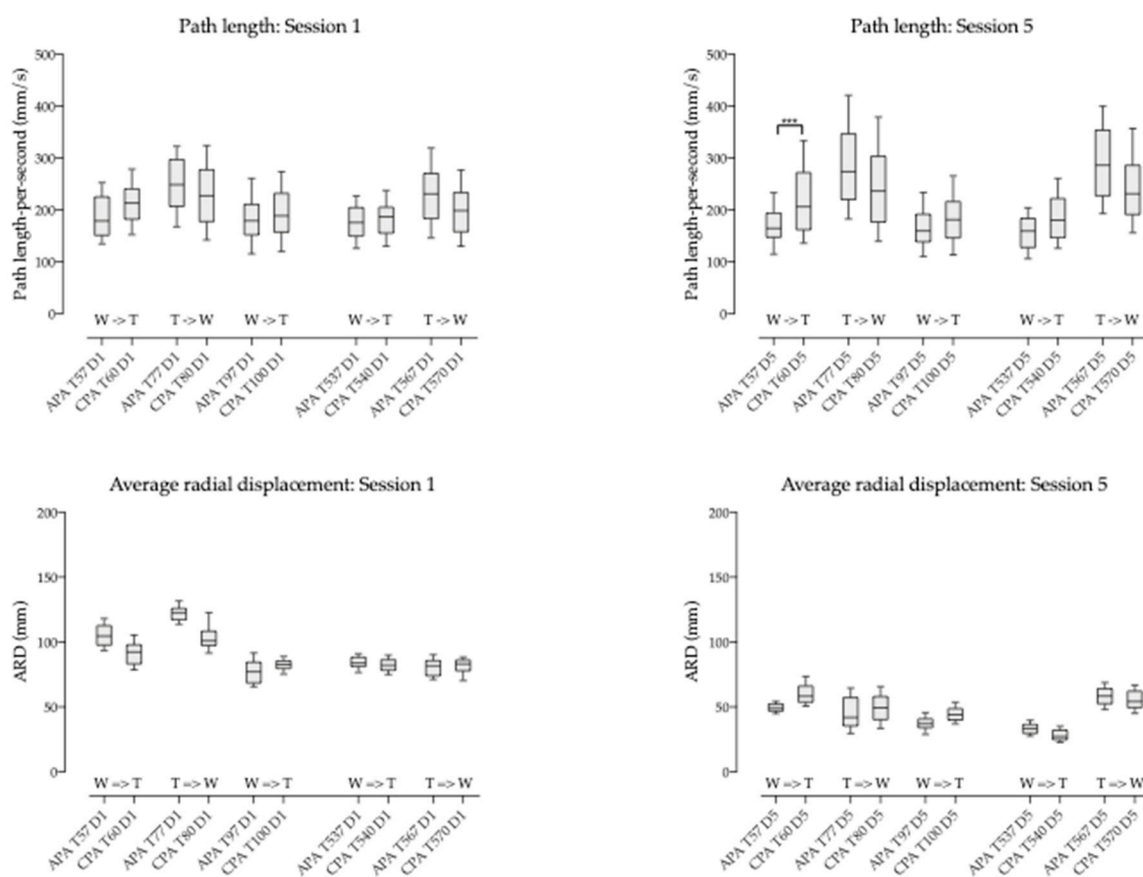 Path length: Session 1
Path length-per-second (mm/s)
500
400
300
200
100
0
W -> T
T -> W
W -> T
W -> T
T -> W
APA T57 D1
CPA T60 D1
APA T77 D1
CPA T80 D1
APA T97 D1
CPA T100 D1
APA T537 D1
CPA T540 D1
APA T567 D1
CPA T570 D1
Path length: Session 5
Path length-per-second (mm/s)
500
400
300
200
100
0
***
W -> T
T -> W
W -> T
W -> T
T -> W
APA T57 D5
CPA T60 D5
APA T77 D5
CPA T80 D5
APA T97 D5
CPA T100 D5
APA T537 D5
CPA T540 D5
APA T567 D5
CPA T570 D5
Average radial displacement: Session 1
ARD (mm)
200
150
100
50
0
W => T
T => W
W => T
W => T
T => W
APA T57 D1
CPA T60 D1
APA T77 D1
CPA T80 D1
APA T97 D1
CPA T100 D1
APA T537 D1
CPA T540 D1
APA T567 D1
CPA T570 D1
Average radial displacement: Session 5
ARD (mm)
200
150
100
50
0
W => T
T => W
W => T
W => T
T => W
APA T57 D5
CPA T60 D5
APA T77 D5
CPA T80 D5
APA T97 D5
CPA T100 D5
APA T537 D5
CPA T540 D5
APA T567 D5
CPA T570 D5